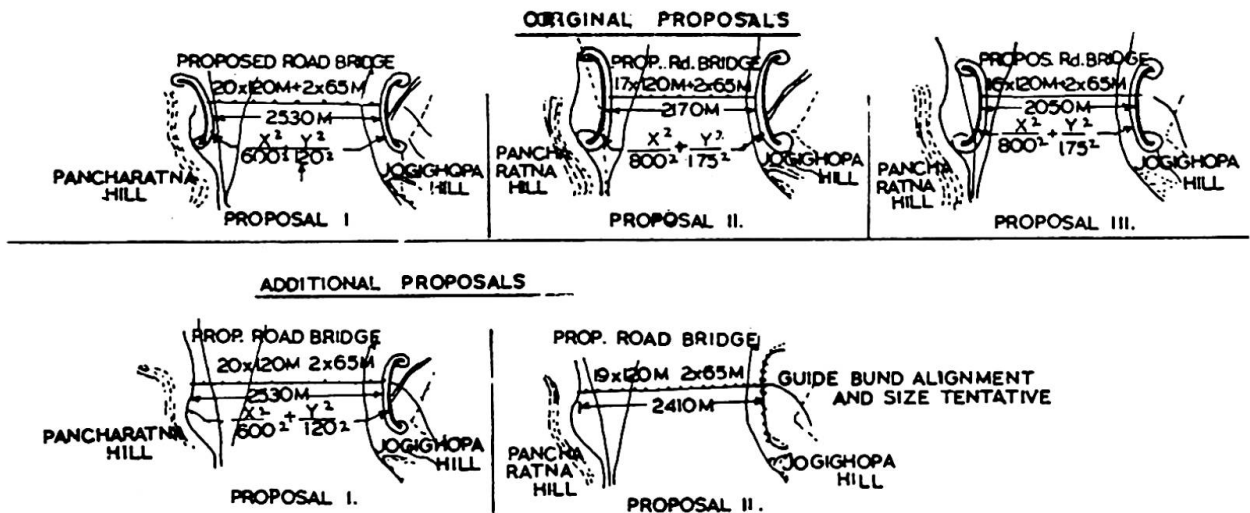 ORIGINAL PROPOSALS
PROPOSED ROAD BRIDGE
20x120M+2x65M
2530M
X²/600² Y²/120²
PANCHARATNA
HILL
JOGIGHOPA
HILL
PROPOSAL I
PROP.. Rd. BRIDGE
17x120M+2x65M
2170M
X²/800² + Y²/175²
PANCHA
RATNA
HILL
JOGIGHOPA
HILL
PROPOSAL II.
PROPOS. Rd. BRIDGE
16x120M+2x65M
2050M
X²/800² + Y²/175²
PANCHA
RATNA
HILL
JOGIGHOPA
HILL
PROPOSAL III.
ADDITIONAL PROPOSALS
PROP. ROAD BRIDGE
20x120M 2x65M
2530M
X²/600² + Y²/120²
PANCHARATNA
HILL
JOGIGHOPA
HILL
PROPOSAL I.
PROP. ROAD BRIDGE
19x120M 2x65M
2410M
GUIDE BUND ALIGNMENT
AND SIZE TENTATIVE
PANCHA
RATNA
HILL
JOGIGHOPA
HILL
PROPOSAL II.